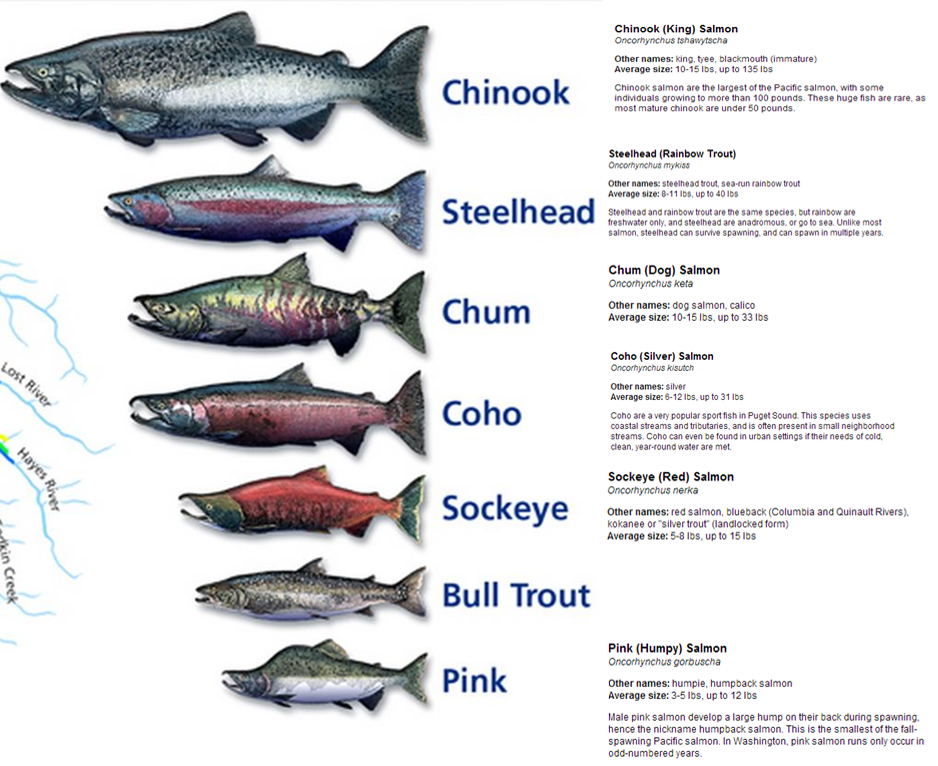 Chinook
Chinook (King) Salmon
Oncorhynchus tshawytscha
Other names: king, tyee, blackmouth (immature)
Average size: 10-15 lbs, up to 135 lbs
Chinook salmon are the largest of the Pacific salmon, with some
individuals growing to more than 100 pounds. These huge fish are rare, as
most mature chinook are under 50 pounds.
Steelhead
Steelhead (Rainbow Trout)
Oncorhynchus mykiss
Other names: steelhead trout, sea-run rainbow trout
Average size: 8-11 lbs, up to 40 lbs
Steelhead and rainbow trout are the same species, but rainbow are
freshwater only, and steelhead are anadromous, or go to sea. Unlike most
salmon, steelhead can survive spawning, and can spawn in multiple years.
Chum
Chum (Dog) Salmon
Oncorhynchus keta
Other names: dog salmon, calico
Average size: 10-15 lbs, up to 33 lbs
Lost River
Coho
Coho (Silver) Salmon
Oncorhynchus kisutch
Other names: silver
Average size: 6-12 lbs, up to 31 lbs
Coho are a very popular sport fish in Puget Sound. This species uses
coastal streams and tributaries, and is often present in small neighborhood
streams. Coho can even be found in urban settings if their needs of cold,
clean, year-round water are met.
Hayes River
Sockeye
Sockeye (Red) Salmon
Oncorhynchus nerka
Other names: red salmon, blueback (Columbia and Quinault Rivers),
kokanee or "silver trout" (landlocked form)
Average size: 5-8 lbs, up to 15 lbs
odkin Creek
Bull Trout
Pink
Pink (Humpy) Salmon
Oncorhynchus gorbuscha
Other names: humpie, humpback salmon
Average size: 3-5 lbs, up to 12 lbs
Male pink salmon develop a large hump on their back during spawning,
hence the nickname humpback salmon. This is the smallest of the fall-
spawning Pacific salmon. In Washington, pink salmon runs only occur in
odd-numbered years.